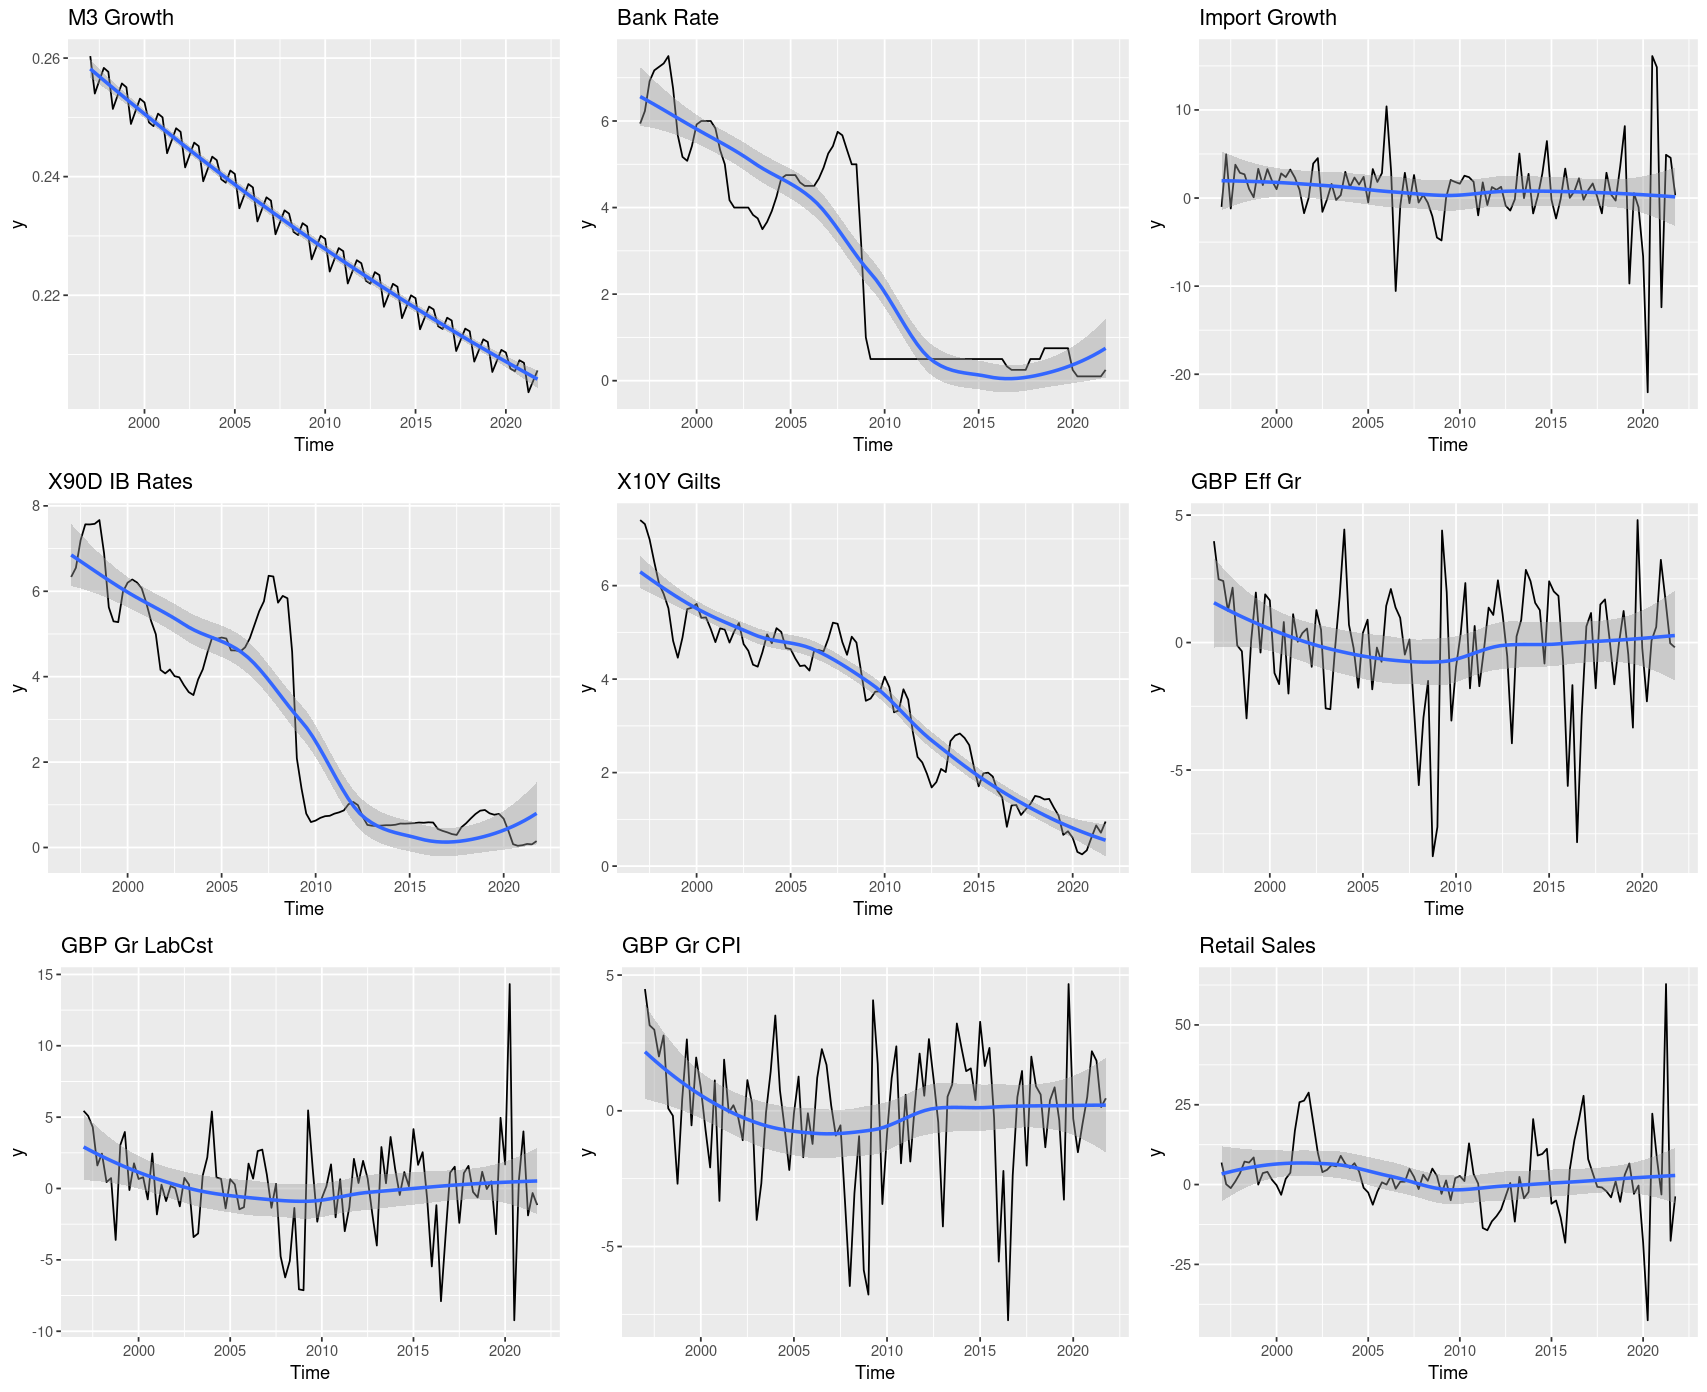 M3 Growth
0.26
0.24
0.22
y
2000 2005 2010 2015 2020
Time
Bank Rate
6
4
2
0
y
2000 2005 2010 2015 2020
Time
Import Growth
10
0
-10
-20
y
2000 2005 2010 2015 2020
Time
X90D IB Rates
8
6
4
2
0
y
2000 2005 2010 2015 2020
Time
X10Y Gilts
6
4
2
0
y
2000 2005 2010 2015 2020
Time
GBP Eff Gr
5
0
-5
y
2000 2005 2010 2015 2020
Time
GBP Gr LabCst
15
10
5
0
-5
-10
y
2000 2005 2010 2015 2020
Time
GBP Gr CPI
5
0
-5
y
2000 2005 2010 2015 2020
Time
Retail Sales
50
25
0
-25
y
2000 2005 2010 2015 2020
Time